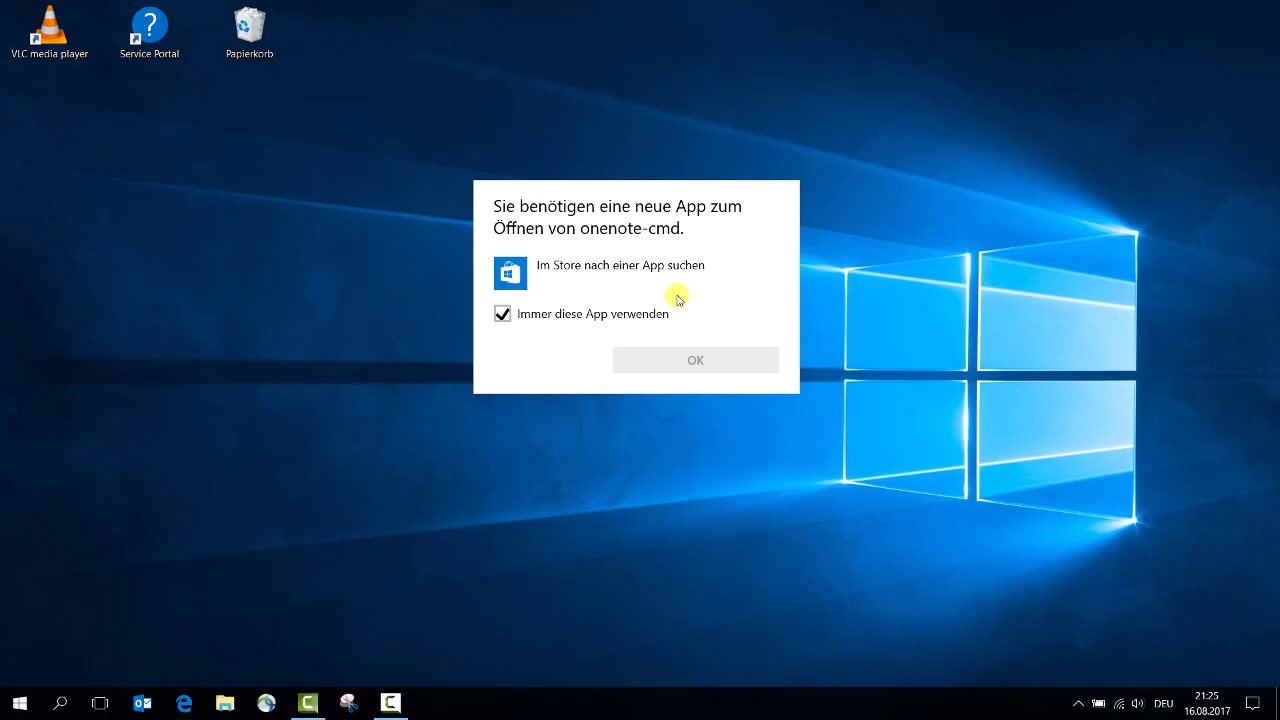 VLC media player
Service Portal
Papierkorb
Sie benötigen eine neue App zum
Öffnen von onenote-cmd.
Im Store nach einer App suchen
Immer diese App verwenden
OK
DEU
21:25
16.08.2017